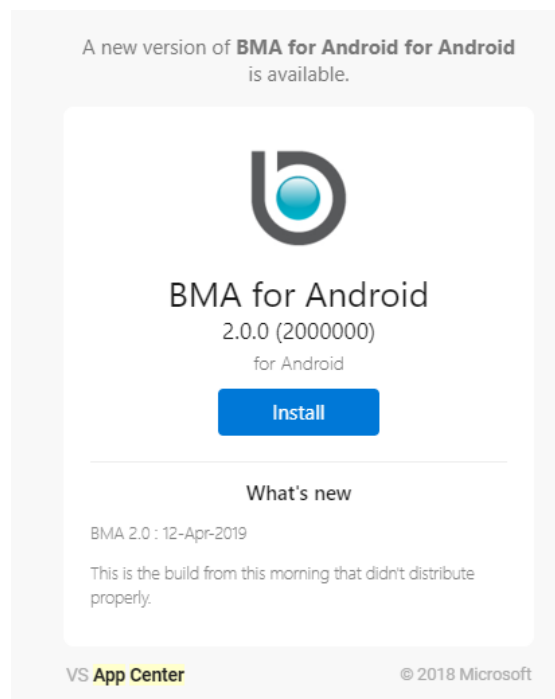 A new version of BMA for Android for Android
is available.
BMA for Android
2.0.0 (2000000)
for Android
Install
What's new
BMA 2.0 : 12-Apr-2019
This is the build from this morning that didn't distribute
properly.
VS App Center
© 2018 Microsoft